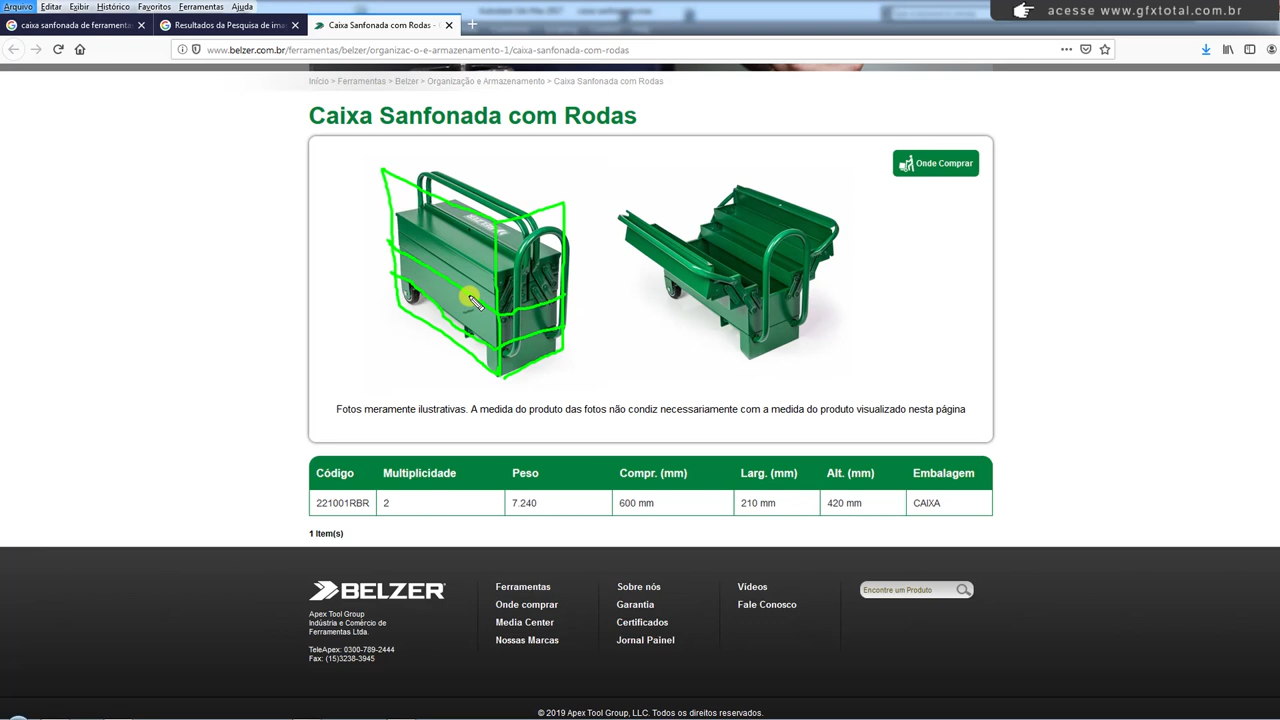 Arquivo Editar Exibir Histórico Favoritos Ferramentas Ajuda
acesse www.gfxtotal.com.br
caixa sanfonada de ferramenta
Resultados da Pesquisa de ima
Caixa Sanfonada com Rodas -
www.belzer.com.br/ferramentas/belzer/organizac-o-e-armazenamento-1/caixa-sanfonada-com-rodas
Início > Ferramentas > Belzer > Organização e Armazenamento > Caixa Sanfonada com Rodas
Caixa Sanfonada com Rodas
Onde Comprar
Fotos meramente ilustrativas. A medida do produto das fotos não condiz necessariamente com a medida do produto visualizado nesta página
Código Multiplicidade Peso Compr. (mm) Larg. (mm) Alt. (mm) Embalagem
221001RBR 2 7.240 600 mm 210 mm 420 mm CAIXA
1 Item(s)
BELZER
Apex Tool Group
Indústria e Comércio de
Ferramentas Ltda.
TeleApex: 0300-789-2444
Fax: (15)3238-3945
Ferramentas
Onde comprar
Media Center
Nossas Marcas
Sobre nós
Garantia
Certificados
Jornal Painel
Vídeos
Fale Conosco
Encontre um Produto
© 2019 Apex Tool Group, LLC. Todos os direitos reservados.